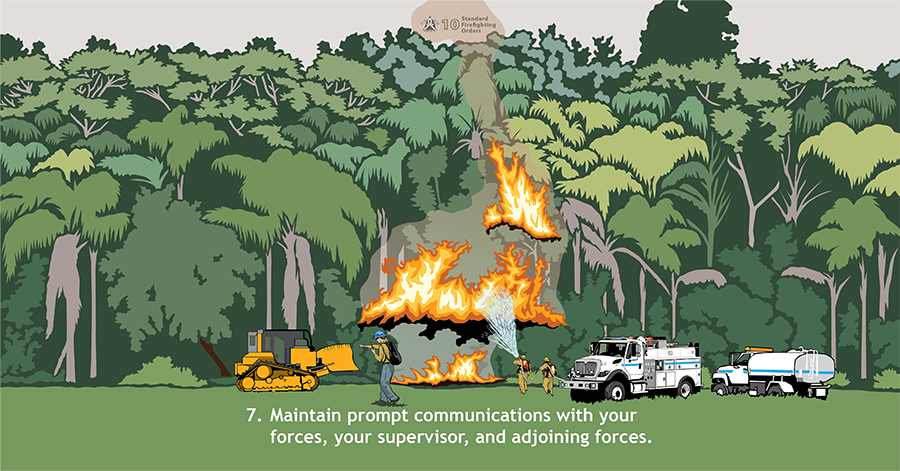 10 Standard
Firefighting
Orders
7. Maintain prompt communications with your
forces, your supervisor, and adjoining forces.